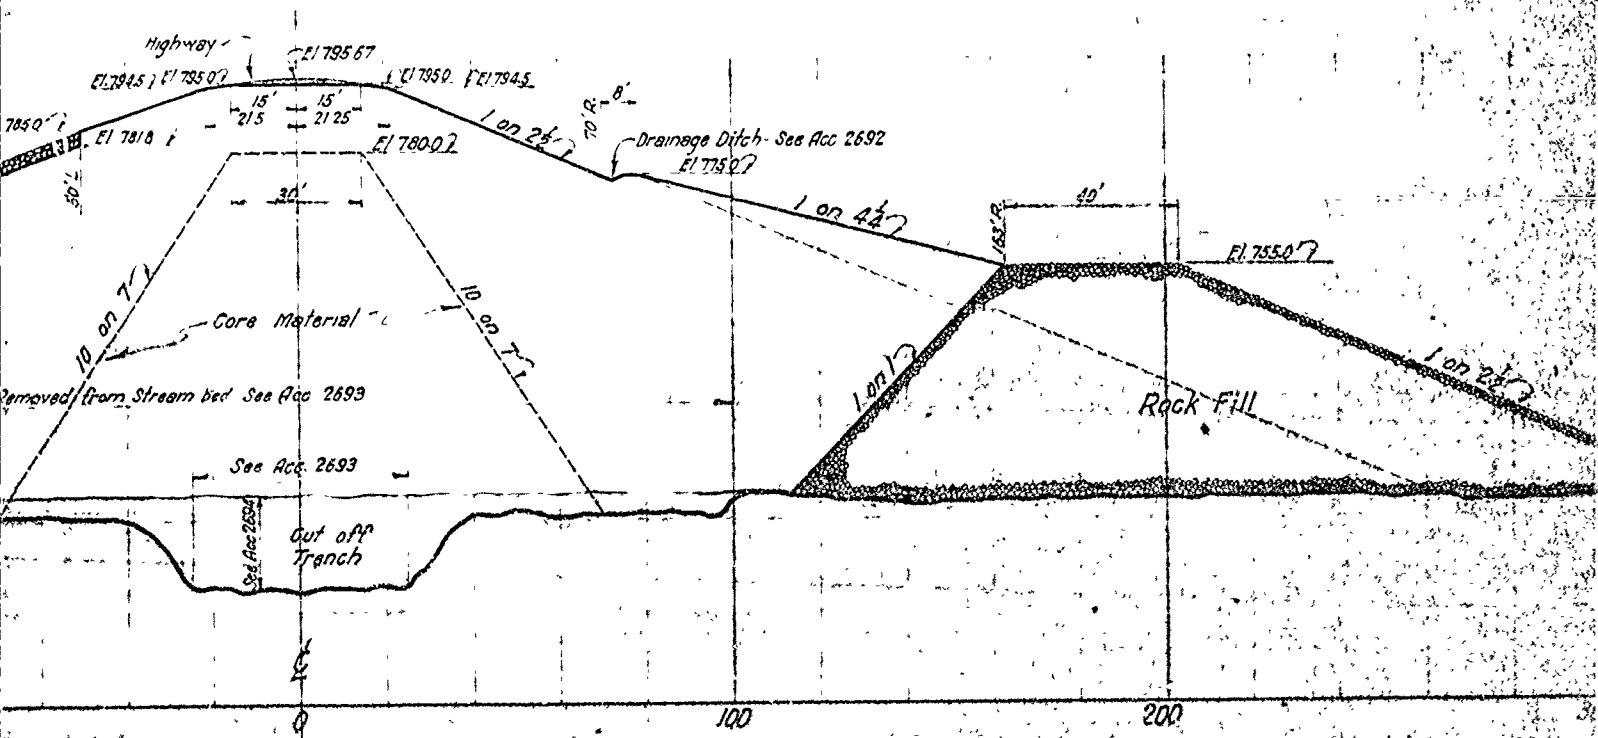 Highway
El 795.67
El 794.5 El 795.0
El 795.0 El 794.5
15' 15'
21.5 21.25
8'
70' R.
785.0
El 781.8
El 780.0
1 on 2½
Drainage Ditch - See Acc 2692
El 775.0
50' L
30'
1 on 4¼
163' R.
40'
El. 755.0
10 on 7
Core Material
10 on 7
1 on 1
1 on 2½
Rock Fill
Removed from Stream bed See Acc 2693
See Acc. 2693
See Acc 2694
Cut off
Trench
0 100 200